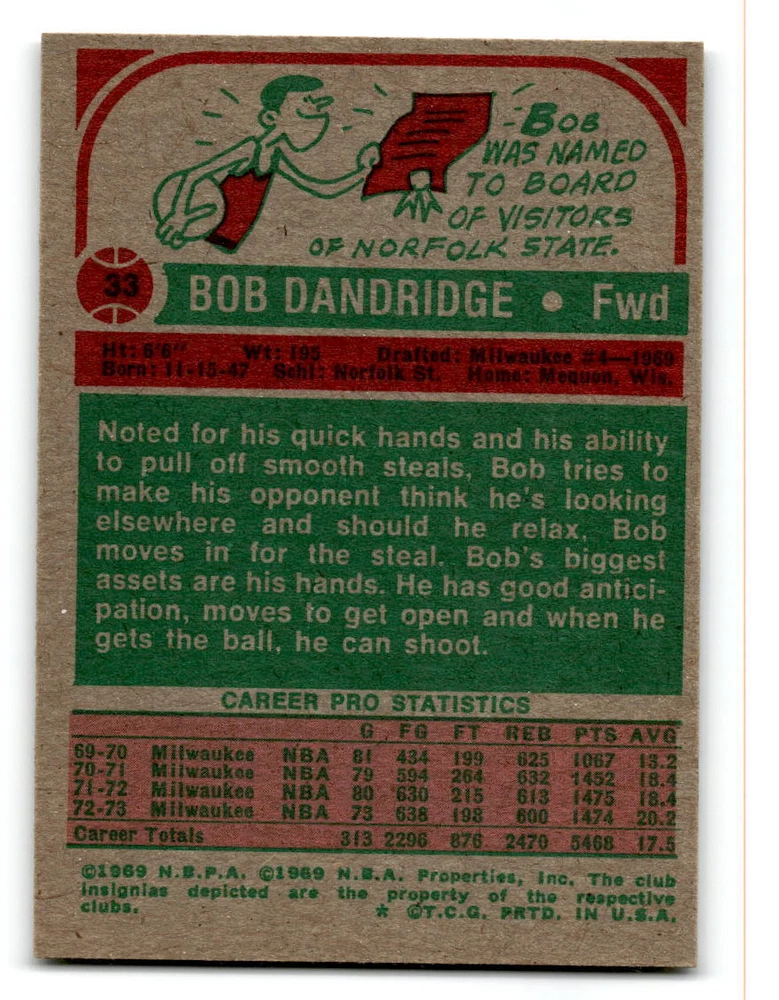 BOB
WAS NAMED
TO BOARD
OF VISITORS
OF NORFOLK STATE.
33
BOB DANDRIDGE • Fwd
Ht: 6'6" Wt: 195 Drafted: Milwaukee #4—1969
Born: 11-15-47 Schl: Norfolk St. Home: Mequon, Wis.
Noted for his quick hands and his ability
to pull off smooth steals, Bob tries to
make his opponent think he's looking
elsewhere and should he relax, Bob
moves in for the steal. Bob's biggest
assets are his hands. He has good antici-
pation, moves to get open and when he
gets the ball, he can shoot.
CAREER PRO STATISTICS
G FG FT REB PTS AVG
69-70 Milwaukee NBA 81 434 199 625 1067 13.2
70-71 Milwaukee NBA 79 594 264 632 1452 18.4
71-72 Milwaukee NBA 80 630 215 613 1475 18.4
72-73 Milwaukee NBA 73 638 198 600 1474 20.2
Career Totals 313 2296 876 2470 5468 17.5
©1969 N.B.P.A. ©1969 N.B.A. Properties, Inc. The club
insignias depicted are the property of the respective
clubs. * ©T.C.G. PRTD. IN U.S.A.